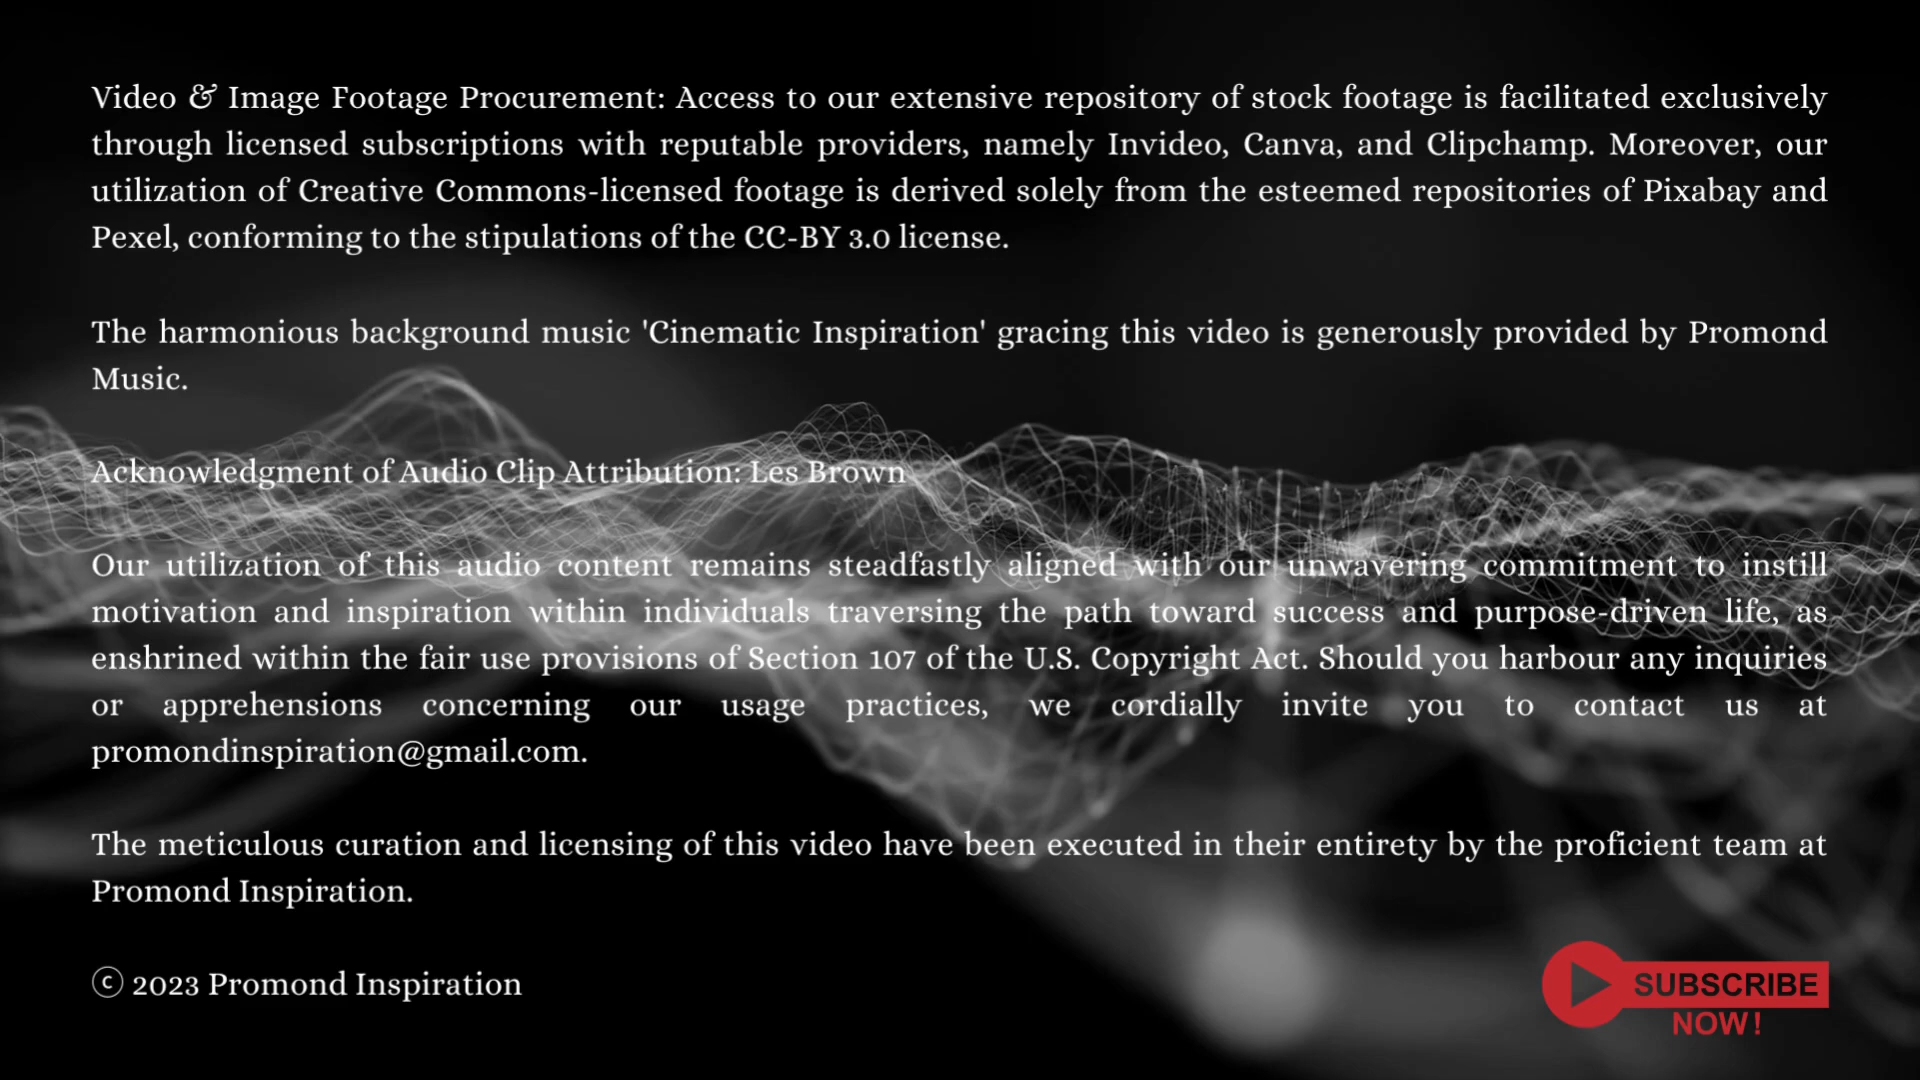 Video & Image Footage Procurement: Access to our extensive repository of stock footage is facilitated exclusively
through licensed subscriptions with reputable providers, namely Invideo, Canva, and Clipchamp. Moreover, our
utilization of Creative Commons-licensed footage is derived solely from the esteemed repositories of Pixabay and
Pexel, conforming to the stipulations of the CC-BY 3.0 license.
The harmonious background music 'Cinematic Inspiration' gracing this video is generously provided by Promond
Music.
Acknowledgment of Audio Clip Attribution: Les Brown
Our utilization of this audio content remains steadfastly aligned with our unwavering commitment to instill
motivation and inspiration within individuals traversing the path toward success and purpose-driven life, as
enshrined within the fair use provisions of Section 107 of the U.S. Copyright Act. Should you harbour any inquiries
or apprehensions concerning our usage practices, we cordially invite you to contact us at
promondinspiration@gmail.com.
The meticulous curation and licensing of this video have been executed in their entirety by the proficient team at
Promond Inspiration.
© 2023 Promond Inspiration
SUBSCRIBE
NOW!